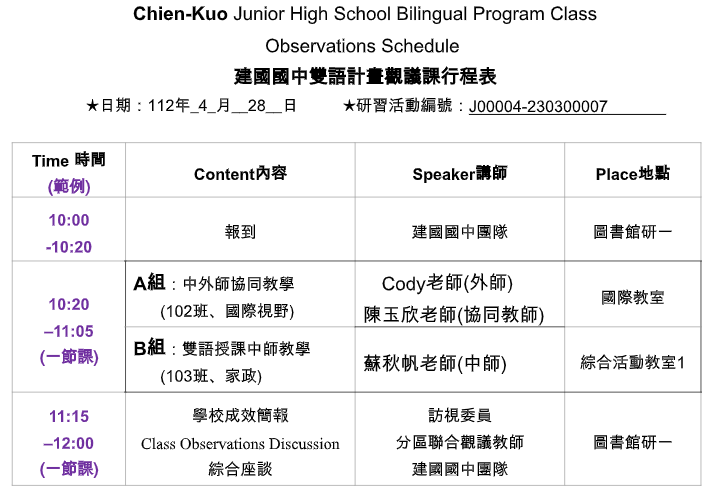 Chien-Kuo Junior High School Bilingual Program Class
Observations Schedule
建國國中雙語計畫觀議課行程表
★日期：112年_4_月__28__日 ★研習活動編號：J00004-230300007
Time 時間
(範例)
Content內容
Speaker講師
Place地點
10:00
-10:20
報到
建國國中團隊
圖書館研一
10:20
–11:05
(一節課)
A組：中外師協同教學
(102班、國際視野)
Cody老師(外師)
陳玉欣老師(協同教師)
國際教室
B組：雙語授課中師教學
(103班、家政)
蘇秋帆老師(中師)
綜合活動教室1
11:15
–12:00
(一節課)
學校成效簡報
Class Observations Discussion
綜合座談
訪視委員
分區聯合觀議教師
建國國中團隊
圖書館研一